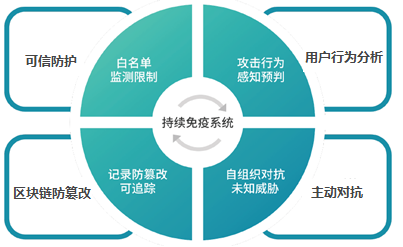 可信防护
白名单
监测限制
攻击行为
感知预判
用户行为分析
持续免疫系统
区块链防篡改
记录防篡改
可追踪
自组织对抗
未知威胁
主动对抗